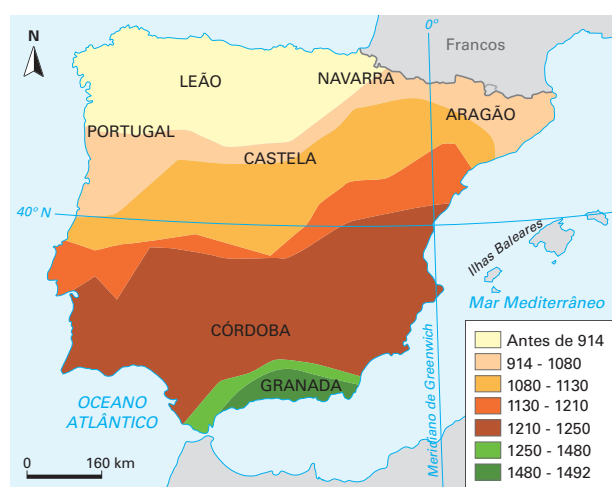 N
0°
Francos
LEÃO
NAVARRA
ARAGÃO
PORTUGAL
CASTELA
40° N
Ilhas Baleares
Mar Mediterrâneo
CÓRDOBA
GRANADA
OCEANO
ATLÂNTICO
Meridiano de Greenwich
0 160 km
Antes de 914
914 - 1080
1080 - 1130
1130 - 1210
1210 - 1250
1250 - 1480
1480 - 1492